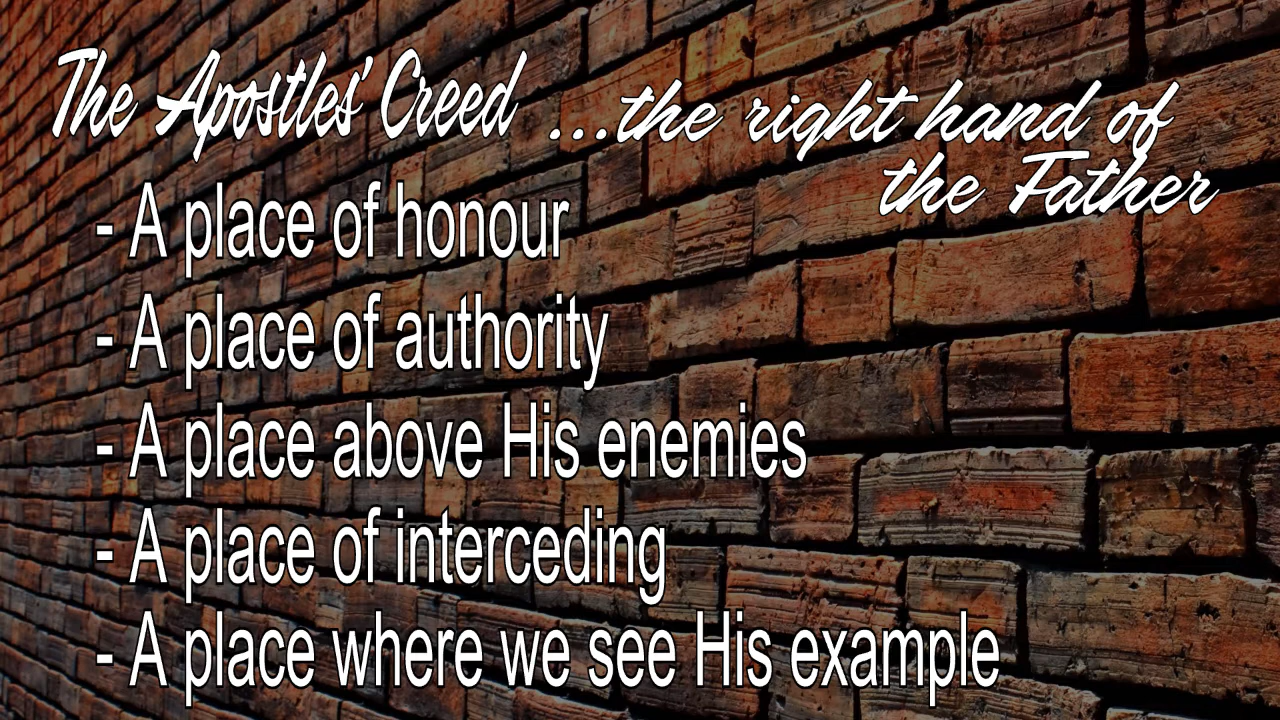 The Apostles' Creed ...the right hand of
the Father
- A place of honour
- A place of authority
- A place above His enemies
- A place of interceding
- A place where we see His example